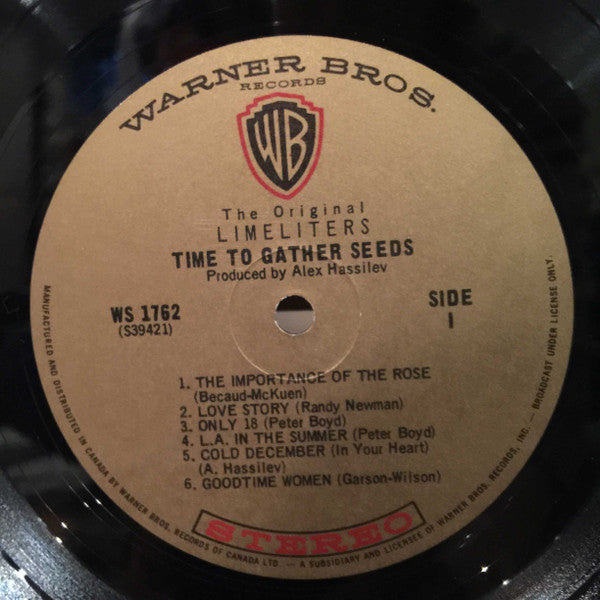 WARNER BROS.
RECORDS
WB
The Original
LIMELITERS
TIME TO GATHER SEEDS
Produced by Alex Hassilev
WS 1762
(S39421)
SIDE
1
1. THE IMPORTANCE OF THE ROSE
(Becaud-McKuen)
2. LOVE STORY (Randy Newman)
3. ONLY 18 (Peter Boyd)
4. L.A. IN THE SUMMER (Peter Boyd)
5. COLD DECEMBER (In Your Heart)
(A. Hassilev)
6. GOODTIME WOMEN (Garson-Wilson)
STEREO
MANUFACTURED AND DISTRIBUTED IN CANADA BY WARNER BROS. RECORDS OF CANADA LTD. — A SUBSIDIARY AND LICENSEE OF WARNER BROS. RECORDS, INC. — BROADCAST UNDER LICENSE ONLY.